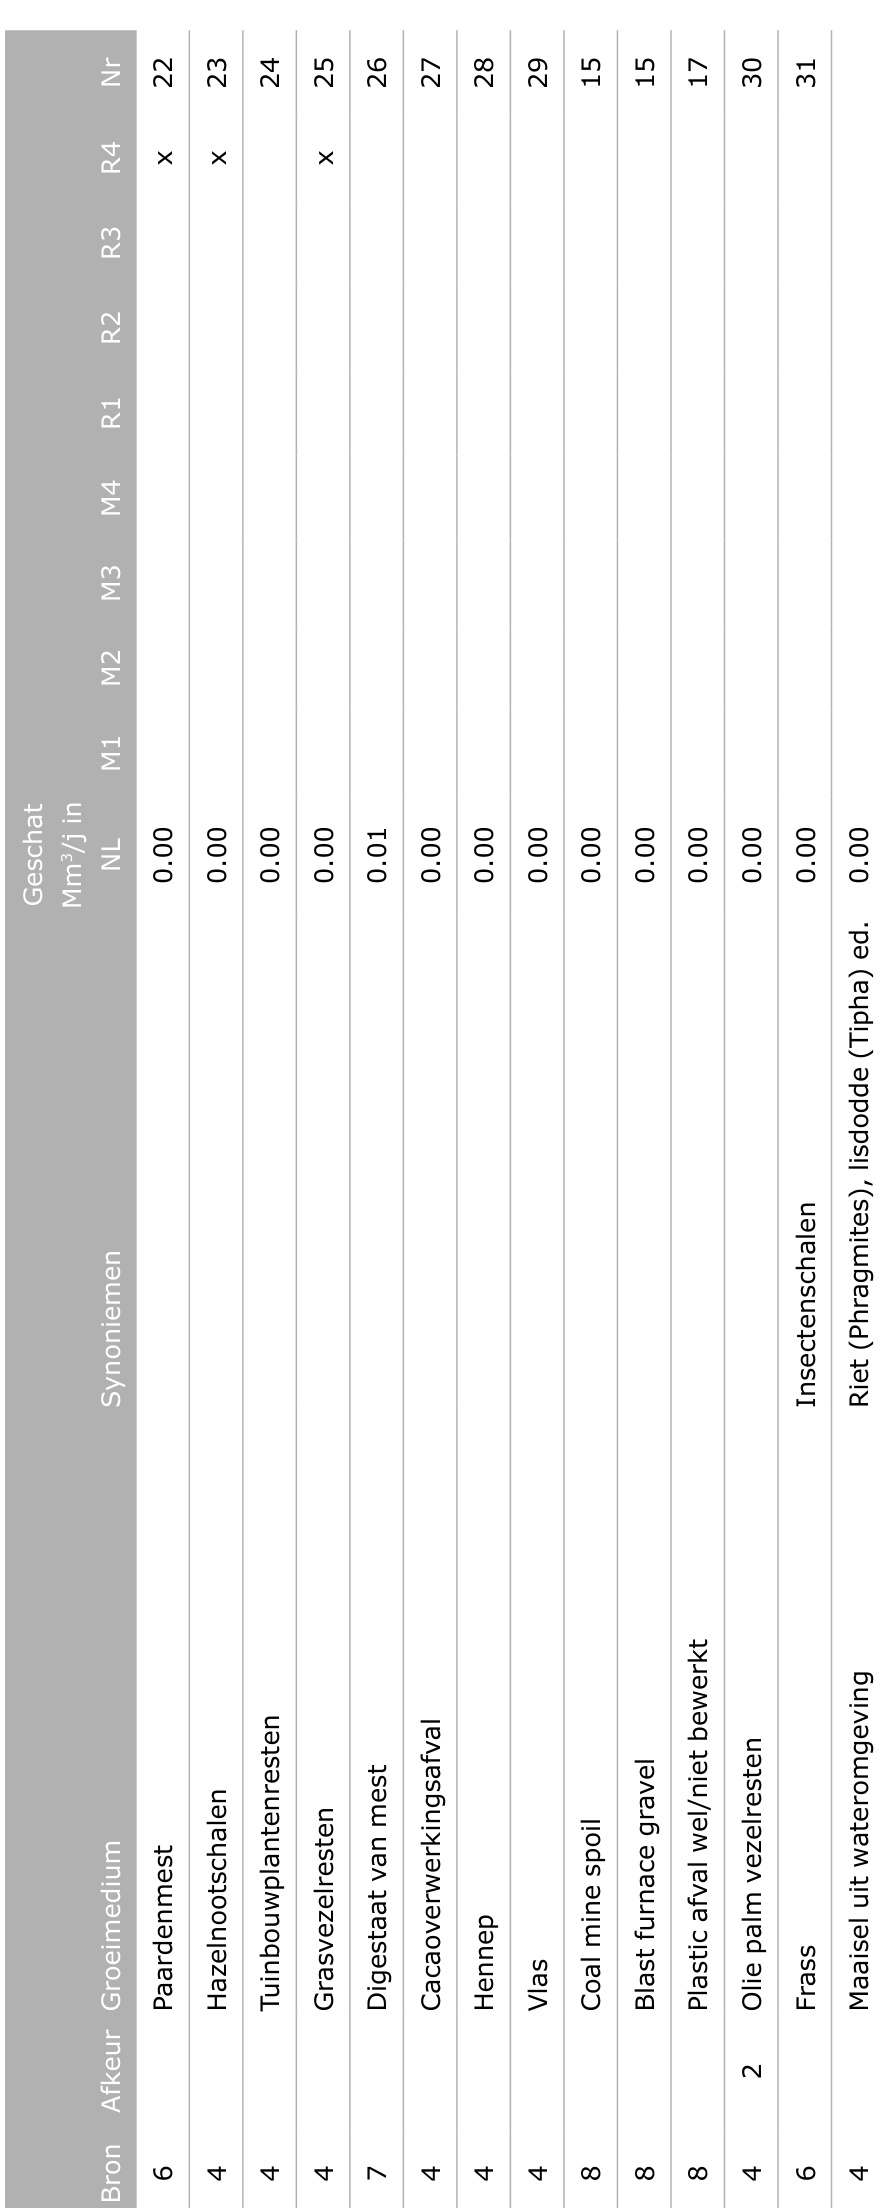 Geschat
Mm³/j in
Bron Afkeur Groeimedium Synoniemen NL M1 M2 M3 M4 R1 R2 R3 R4 Nr
6 Paardenmest 0.00 x 22
4 Hazelnootschalen 0.00 x 23
4 Tuinbouwplantenresten 0.00 24
4 Grasvezelresten 0.00 x 25
7 Digestaat van mest 0.01 26
4 Cacaoverwerkingsafval 0.00 27
4 Hennep 0.00 28
4 Vlas 0.00 29
8 Coal mine spoil 0.00 15
8 Blast furnace gravel 0.00 15
8 Plastic afval wel/niet bewerkt 0.00 17
4 2 Olie palm vezelresten 0.00 30
6 Frass Insectenschalen 0.00 31
4 Maaisel uit wateromgeving Riet (Phragmites), lisdodde (Tipha) ed. 0.00